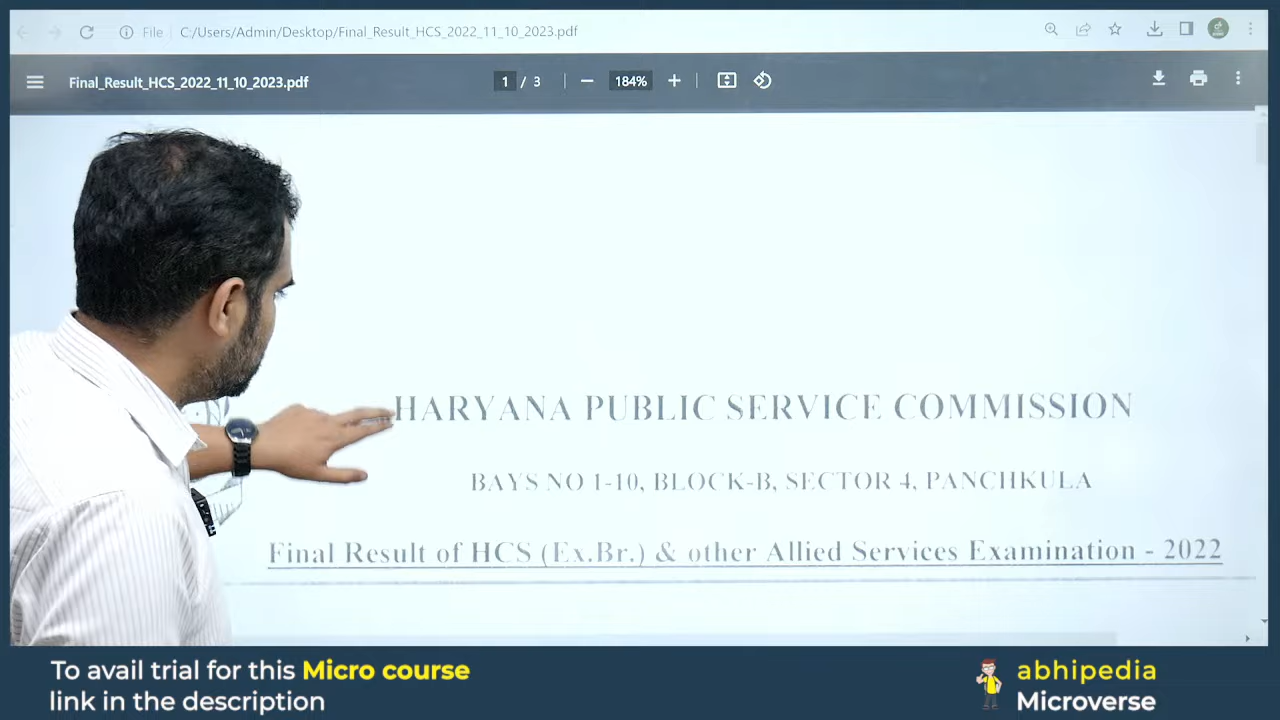 File C:/Users/Admin/Desktop/Final_Result_HCS_2022_11_10_2023.pdf
Final_Result_HCS_2022_11_10_2023.pdf 1 / 3 184%
HARYANA PUBLIC SERVICE COMMISSION
BAYS NO 1-10, BLOCK-B, SECTOR 4, PANCHKULA
Final Result of HCS (Ex.Br.) & other Allied Services Examination - 2022
To avail trial for this Micro course
link in the description
abhipedia
Microverse